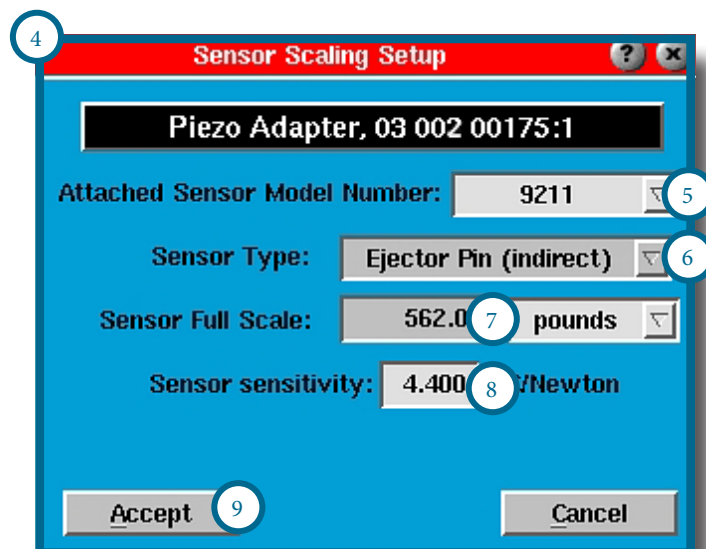 4
Sensor Scaling Setup ? x
Piezo Adapter, 03 002 00175:1
Attached Sensor Model Number: 9211 5
Sensor Type: Ejector Pin (indirect) 6
Sensor Full Scale: 562.0 7 pounds
Sensor sensitivity: 4.400 8 /Newton
Accept 9 Cancel